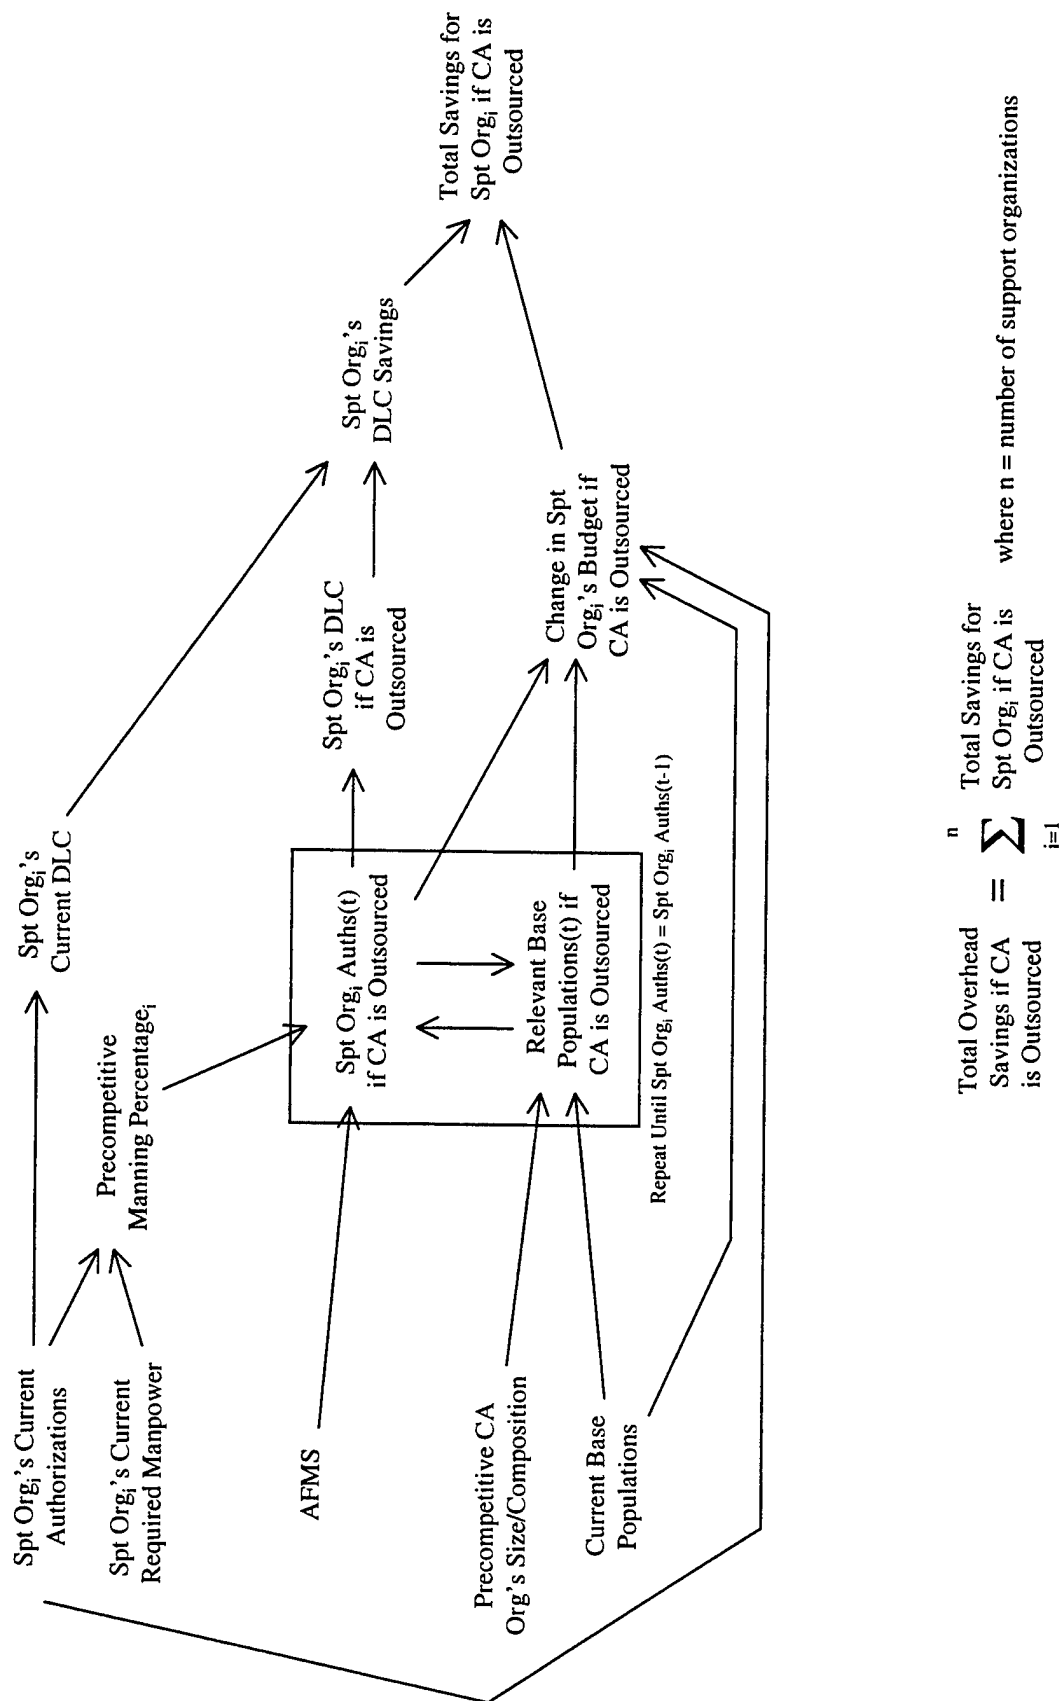 Spt Orgᵢ's Current
Authorizations
Spt Orgᵢ's Current
Required Manpower
AFMS
Precompetitive CA
Org's Size/Composition
Current Base
Populations
Precompetitive
Manning Percentageᵢ
Spt Orgᵢ's
Current DLC
Spt Orgᵢ Auths(t)
if CA is Outsourced
Relevant Base
Populations(t) if
CA is Outsourced
Repeat Until Spt Orgᵢ Auths(t) = Spt Orgᵢ Auths(t-1)
Spt Orgᵢ's DLC
if CA is
Outsourced
Change in Spt
Orgᵢ's Budget if
CA is Outsourced
Spt Orgᵢ's
DLC Savings
Total Savings for
Spt Orgᵢ if CA is
Outsourced
Total Overhead
Savings if CA
is Outsourced
=
n
∑
i=1
Total Savings for
Spt Orgᵢ if CA is
Outsourced
where n = number of support organizations